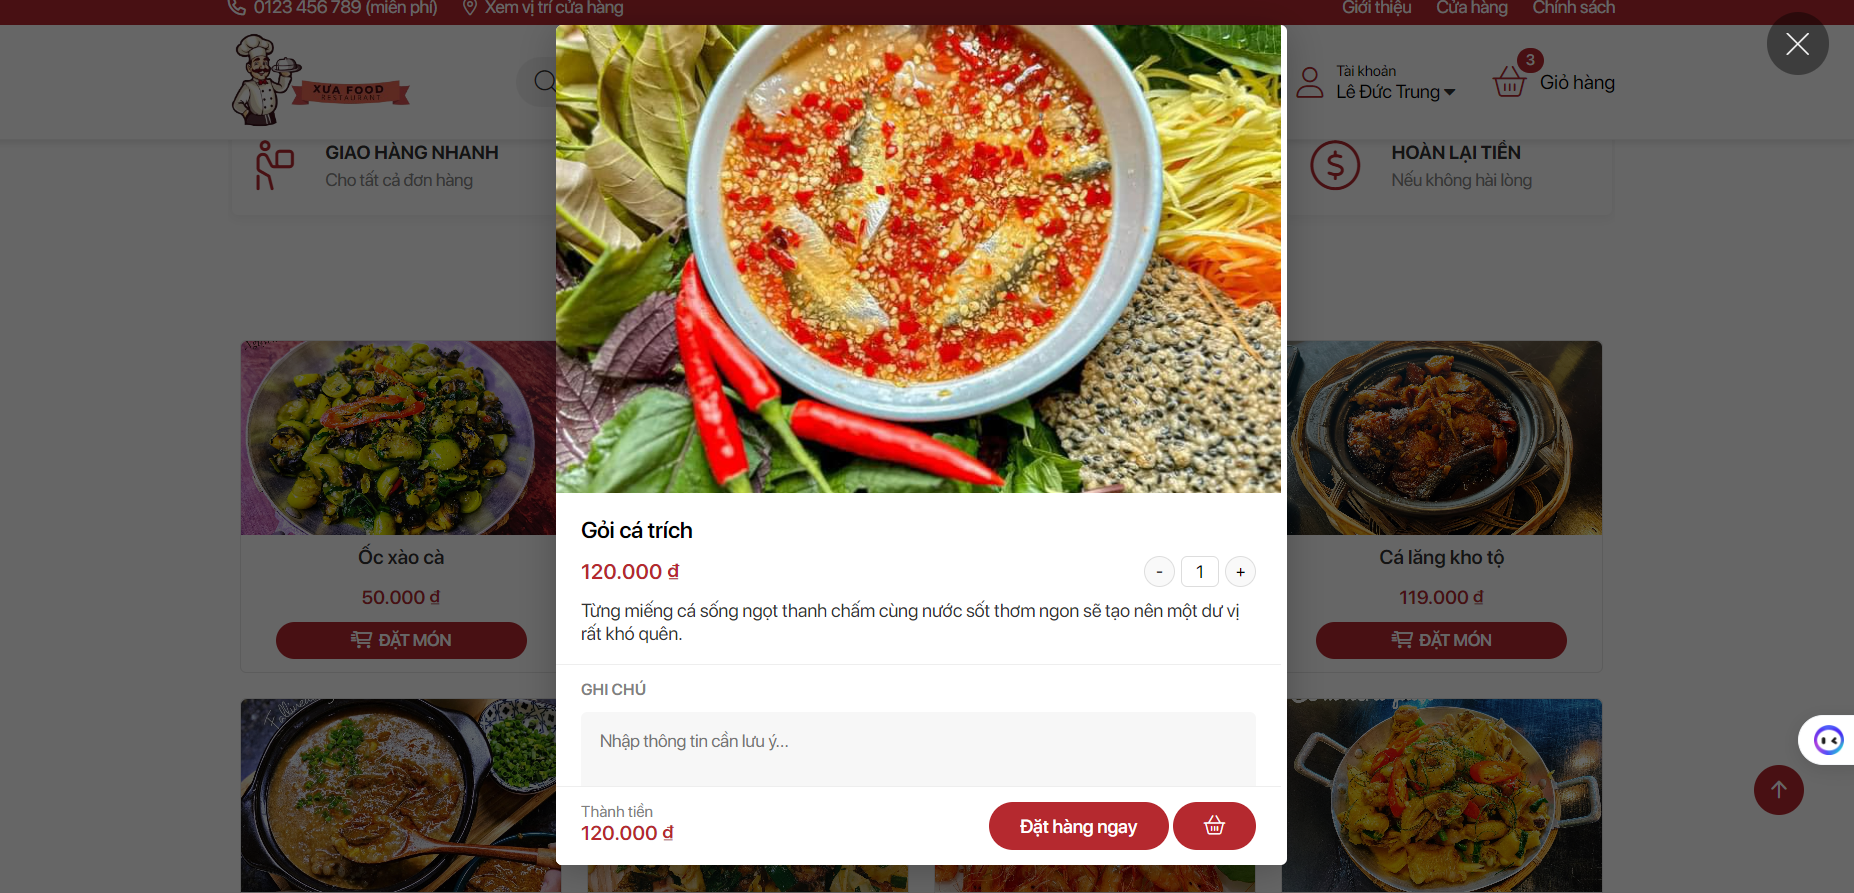 0123 456 789 (miễn phí)
Xem vị trí cửa hàng
Giới thiệu
Cửa hàng
Chính sách
XƯA FOOD
RESTAURANT
Tài khoản
Lê Đức Trung
3
Giỏ hàng
GIAO HÀNG NHANH
Cho tất cả đơn hàng
HOÀN LẠI TIỀN
Nếu không hài lòng
Ốc xào cà
50.000 ₫
ĐẶT MÓN
Gỏi cá trích
120.000 ₫
- 1 +
Từng miếng cá sống ngọt thanh chấm cùng nước sốt thơm ngon sẽ tạo nên một dư vị
rất khó quên.
GHI CHÚ
Nhập thông tin cần lưu ý...
Thành tiền
120.000 ₫
Đặt hàng ngay
Cá lăng kho tộ
119.000 ₫
ĐẶT MÓN